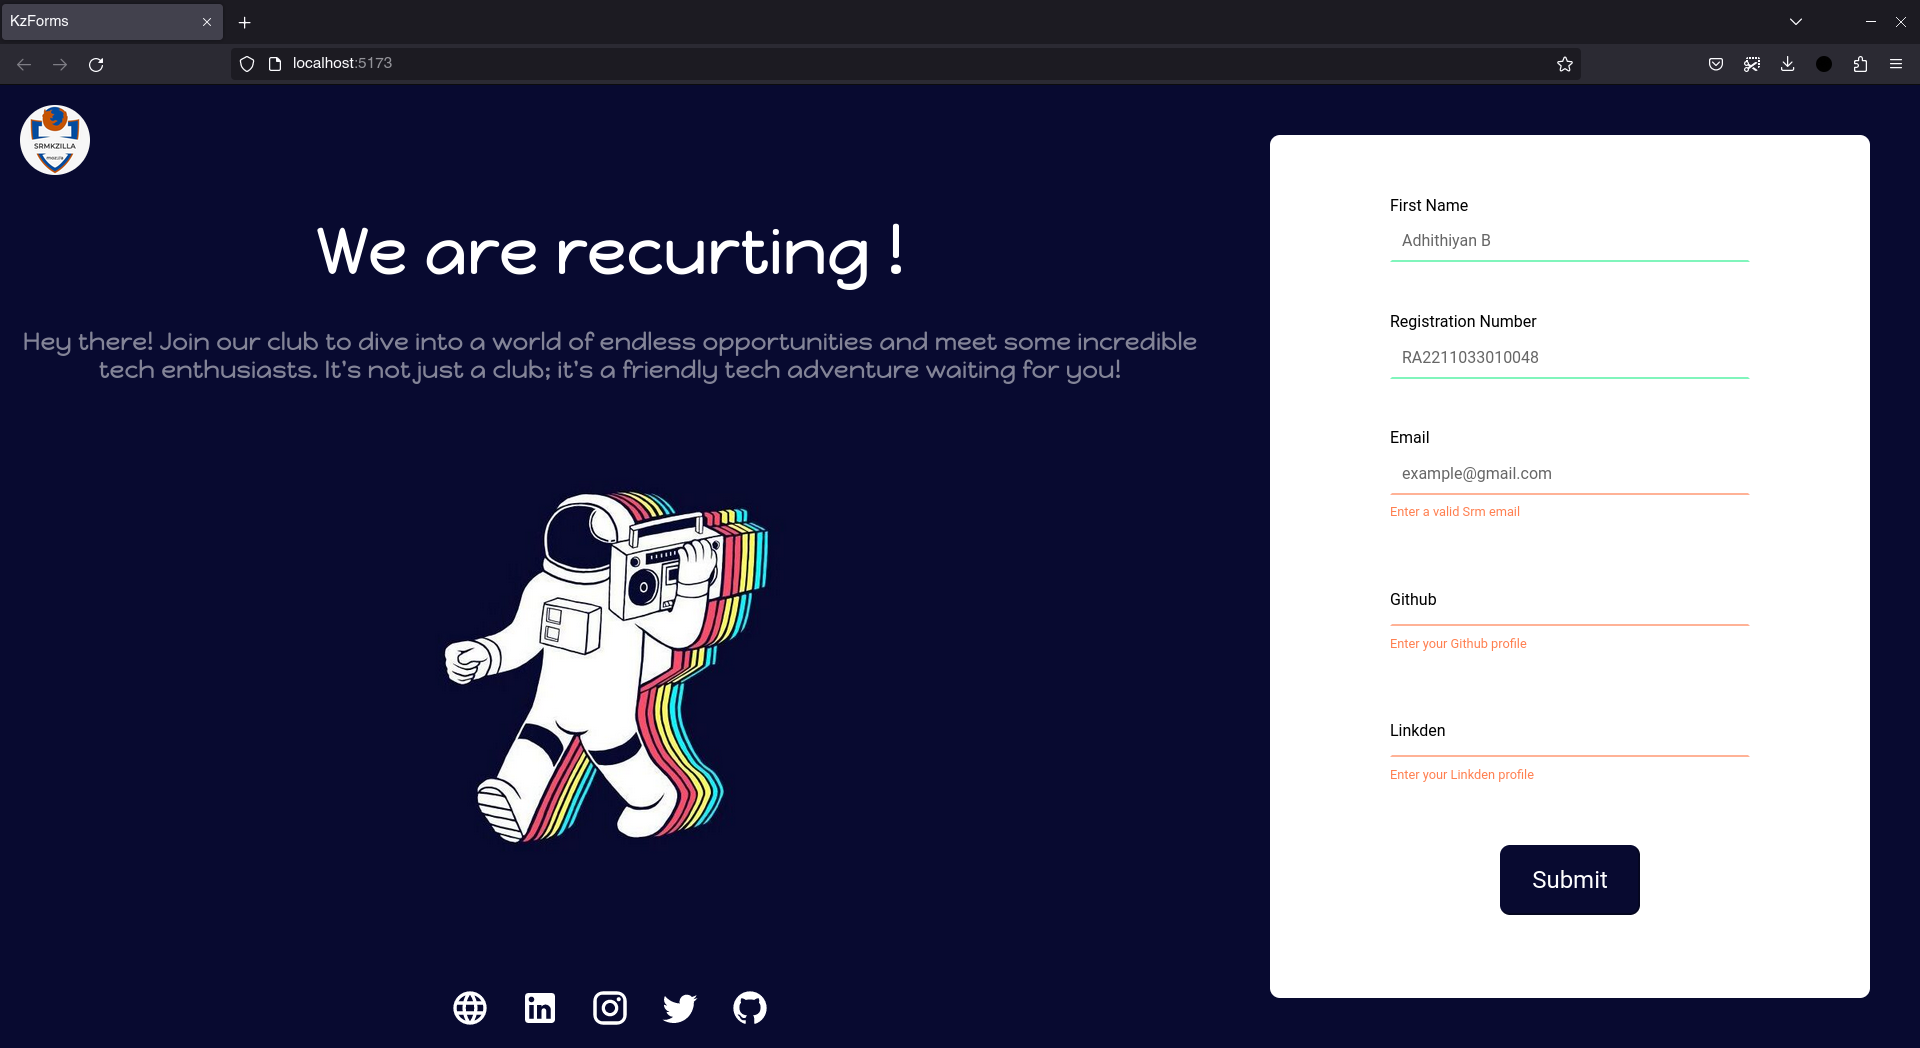 KzForms
localhost:5173
SRMKZILLA
mozilla
We are recurting !
Hey there! Join our club to dive into a world of endless opportunities and meet some incredible
tech enthusiasts. It's not just a club; it's a friendly tech adventure waiting for you!
First Name
Adhithiyan B
Registration Number
RA2211033010048
Email
example@gmail.com
Enter a valid Srm email
Github
Enter your Github profile
Linkden
Enter your Linkden profile
Submit